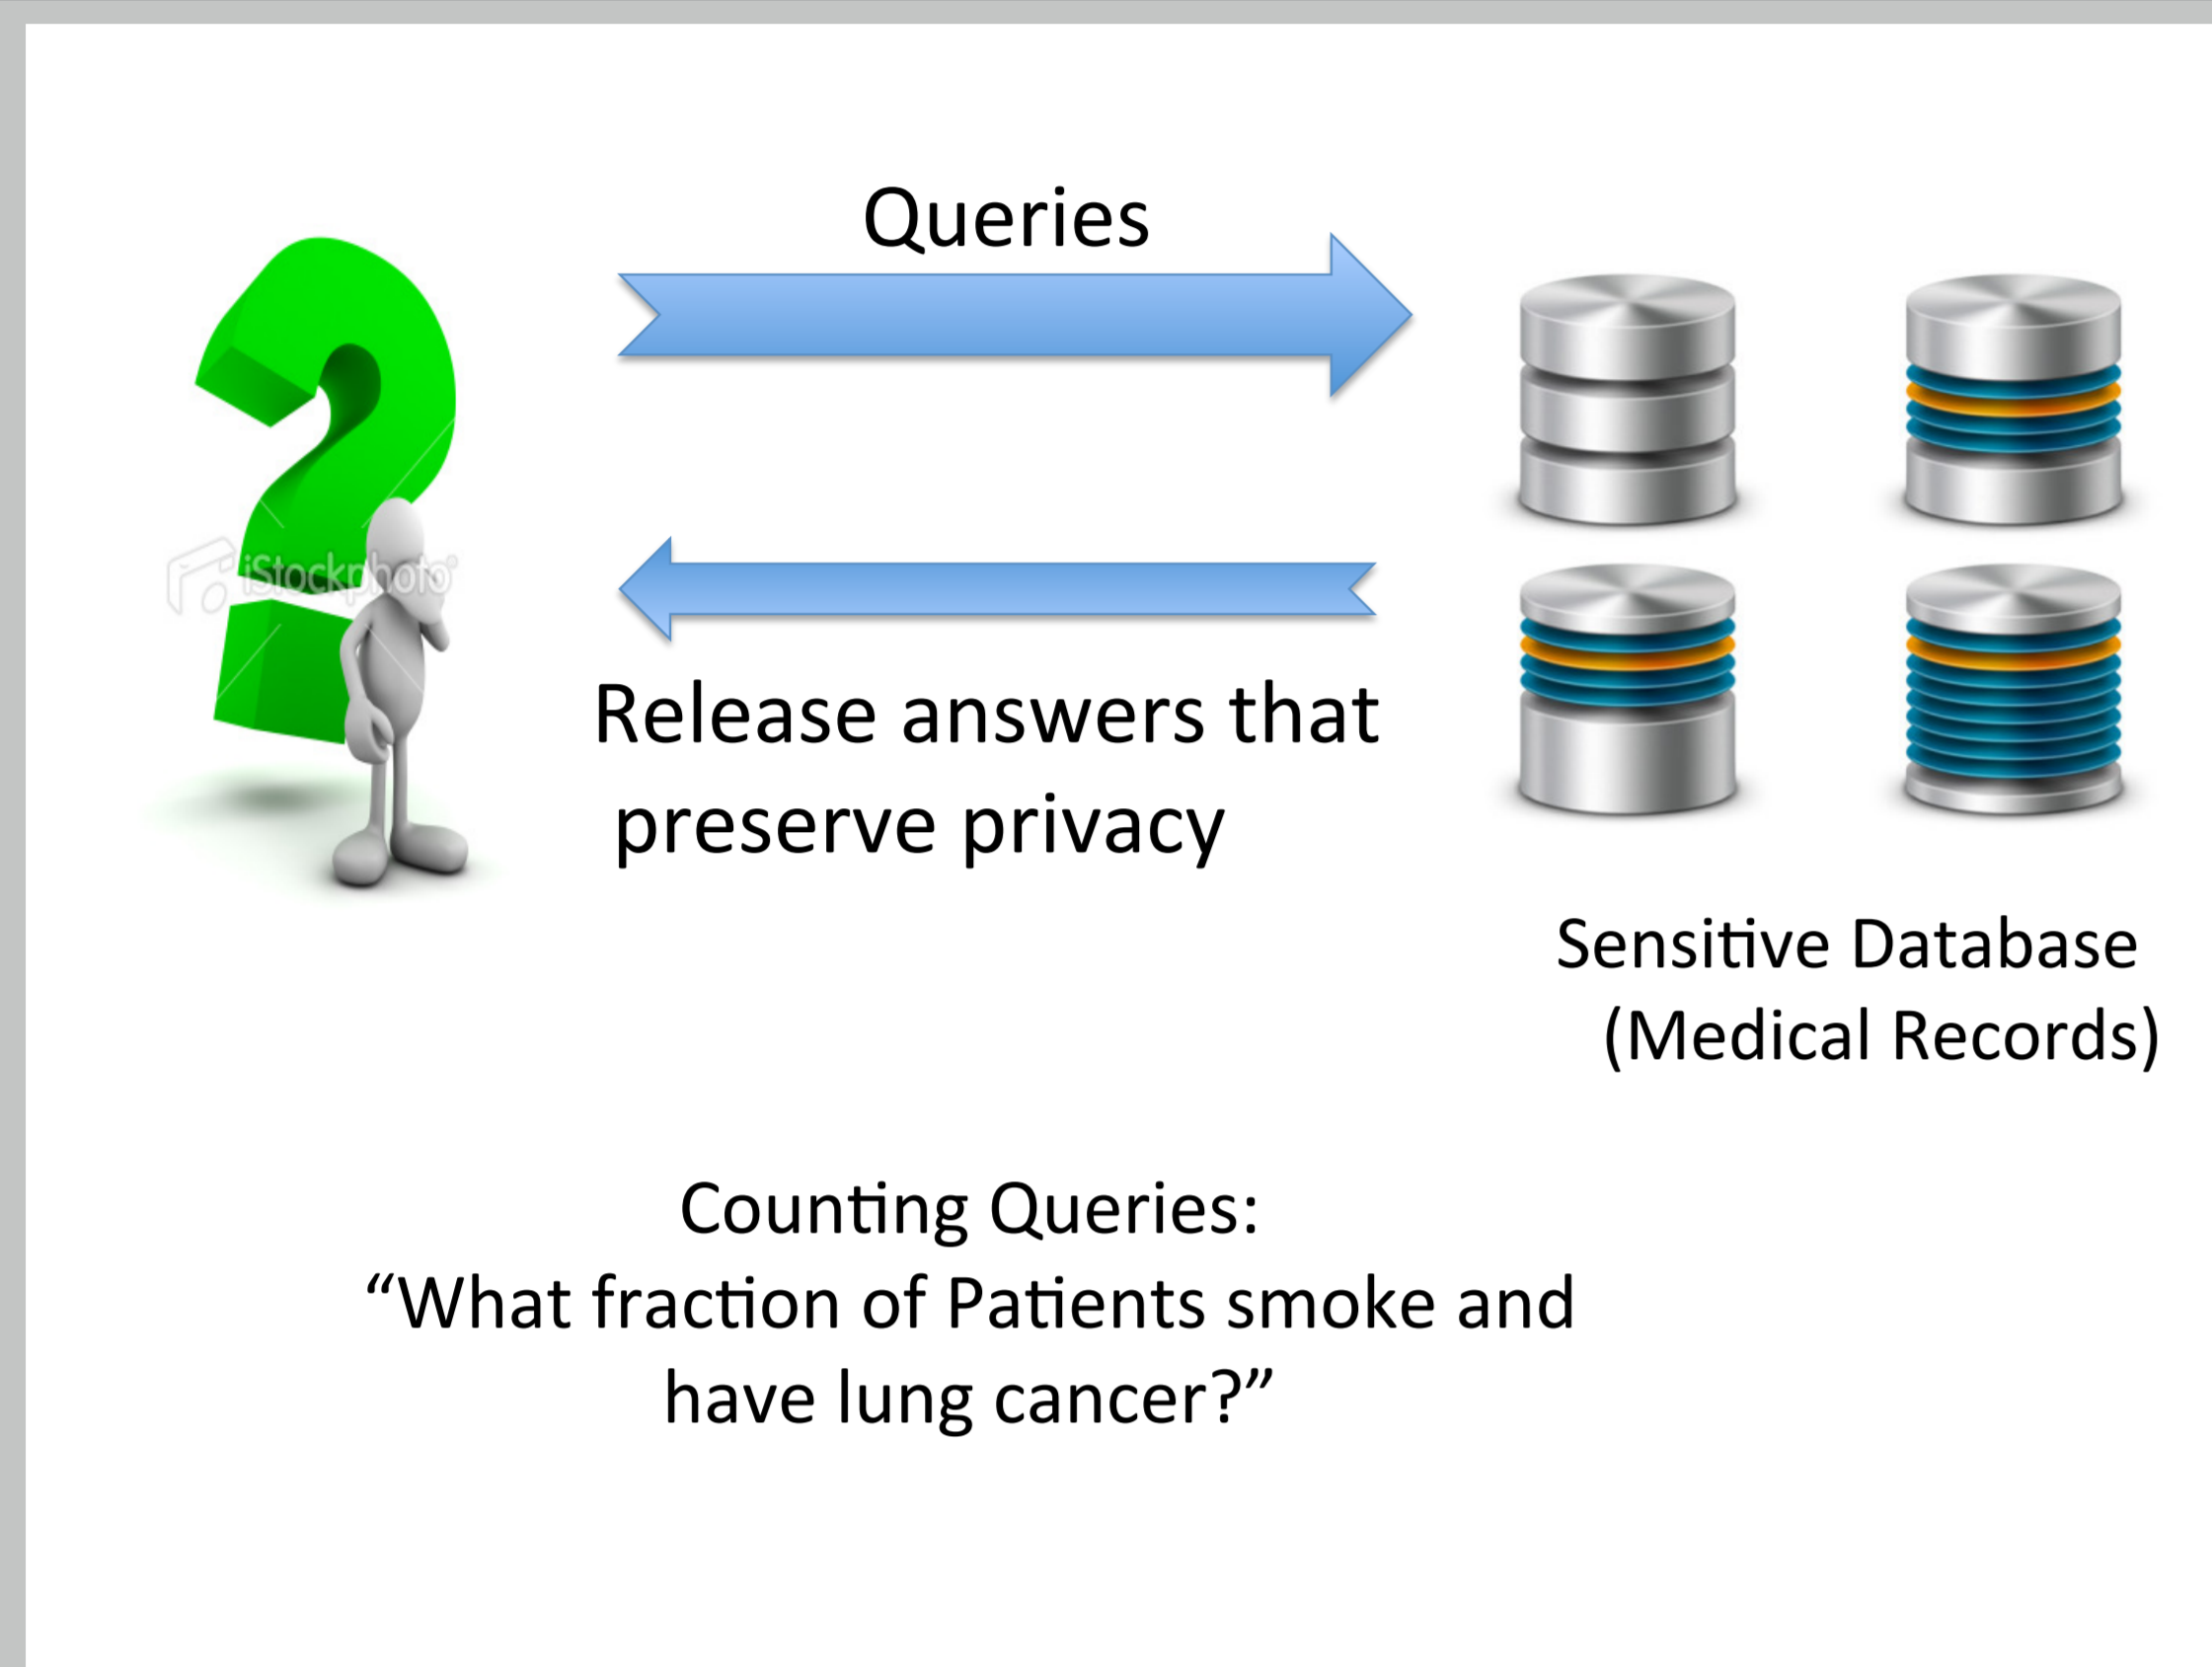 Queries
iStockphoto
Release answers that
preserve privacy
Sensitive Database
(Medical Records)
Counting Queries:
“What fraction of Patients smoke and
have lung cancer?”